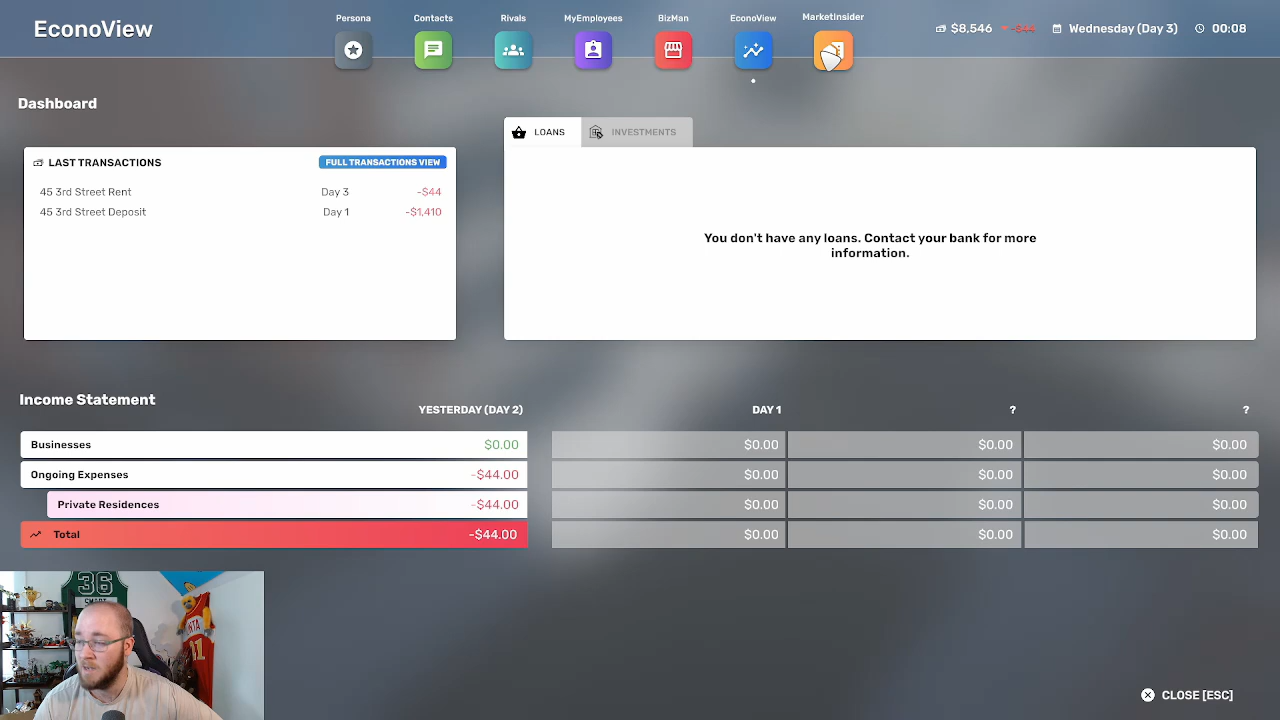 EconoView
Persona
Contacts
Rivals
MyEmployees
BizMan
EconoView
MarketInsider
$8,546 -$44
Wednesday (Day 3)
00:08
Dashboard
LAST TRANSACTIONS
FULL TRANSACTIONS VIEW
45 3rd Street Rent Day 3 -$44
45 3rd Street Deposit Day 1 -$1,410
LOANS
INVESTMENTS
You don't have any loans. Contact your bank for more
information.
Income Statement
YESTERDAY (DAY 2) DAY 1 ? ?
Businesses $0.00 $0.00 $0.00 $0.00
Ongoing Expenses -$44.00 $0.00 $0.00 $0.00
Private Residences -$44.00 $0.00 $0.00 $0.00
Total -$44.00 $0.00 $0.00 $0.00
36
CLOSE [ESC]